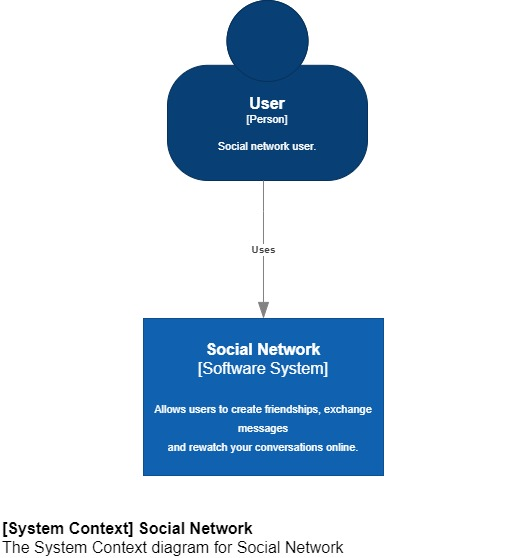 User
[Person]
Social network user.
Uses
Social Network
[Software System]
Allows users to create friendships, exchange
messages
and rewatch your conversations online.
[System Context] Social Network
The System Context diagram for Social Network